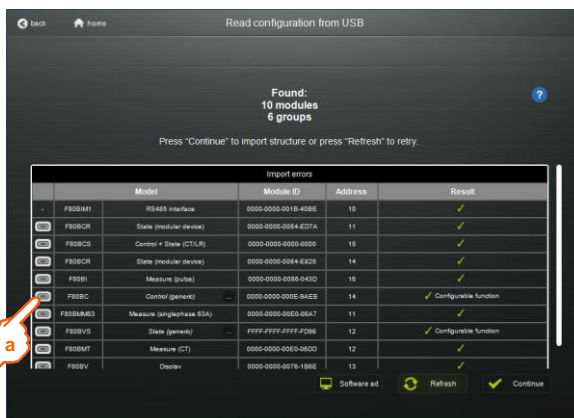 back home Read configuration from USB
Found:
10 modules
6 groups
?
Press "Continue" to import structure or press "Refresh" to retry.
Import errors
Model Module ID Address Result
- F80BIM1 RS485 interface 0000-0000-001B-40BE 10 ✓
F80BCR State (modular device) 0000-0000-0084-ED7A 11 ✓
F80BCS Control + State (CT/LR) 0000-0000-0000-0000 15 ✓
F80BCR State (modular device) 0000-0000-0084-E825 14 ✓
F80BI Measure (pulse) 0000-0000-0086-043D 16 ✓
F80BC Control (generic) ... 0000-0000-000E-9AEB 14 ✓ Configurable function
F80BMM63 Measure (singlephase 63A) 0000-0000-00E0-06A7 11 ✓
F80BVS State (generic) ... FFFF-FFFF-FFFF-FD96 12 ✓ Configurable function
F80BMT Measure (CT) 0000-0000-00E0-06DD 12 ✓
F80BV Display 0000-0000-0076-1B6E 13 ✓
a
Software ad Refresh Continue